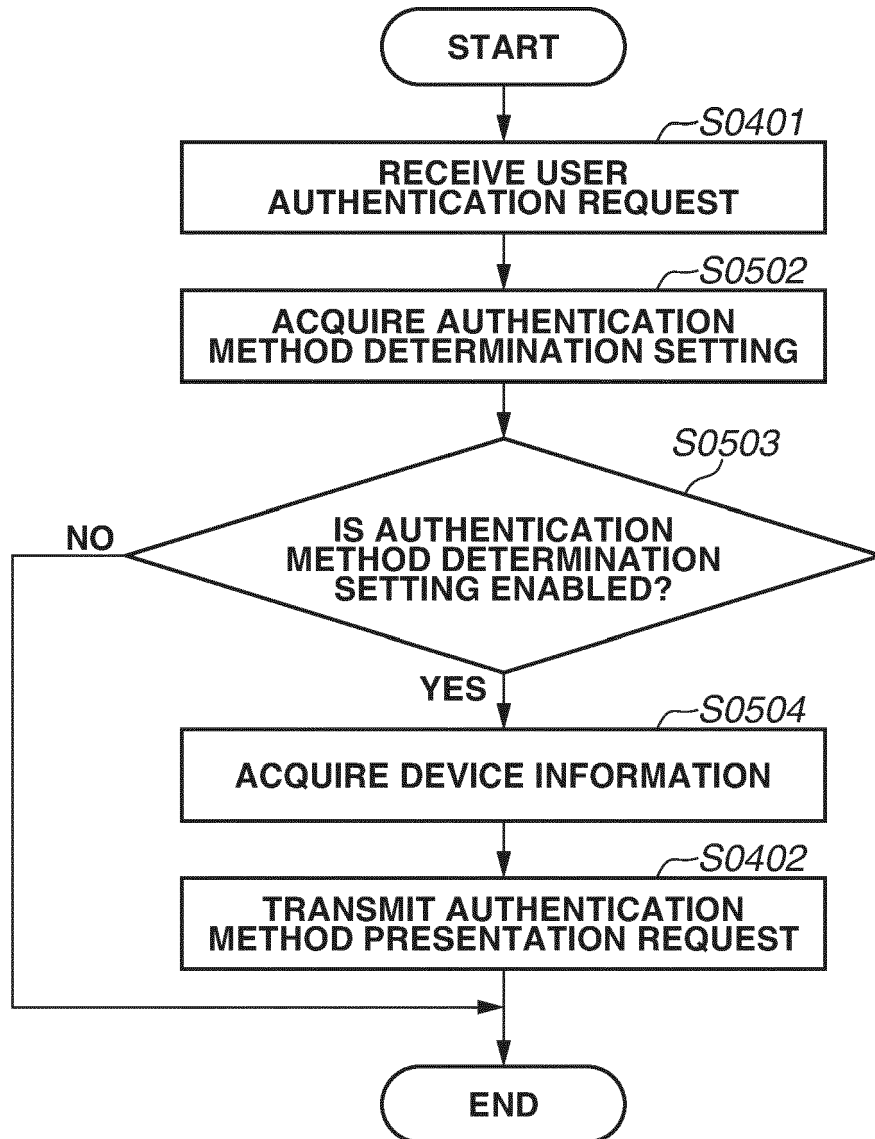 START
S0401
RECEIVE USER
AUTHENTICATION REQUEST
S0502
ACQUIRE AUTHENTICATION
METHOD DETERMINATION SETTING
S0503
NO
IS AUTHENTICATION
METHOD DETERMINATION
SETTING ENABLED?
YES
S0504
ACQUIRE DEVICE INFORMATION
S0402
TRANSMIT AUTHENTICATION
METHOD PRESENTATION REQUEST
END